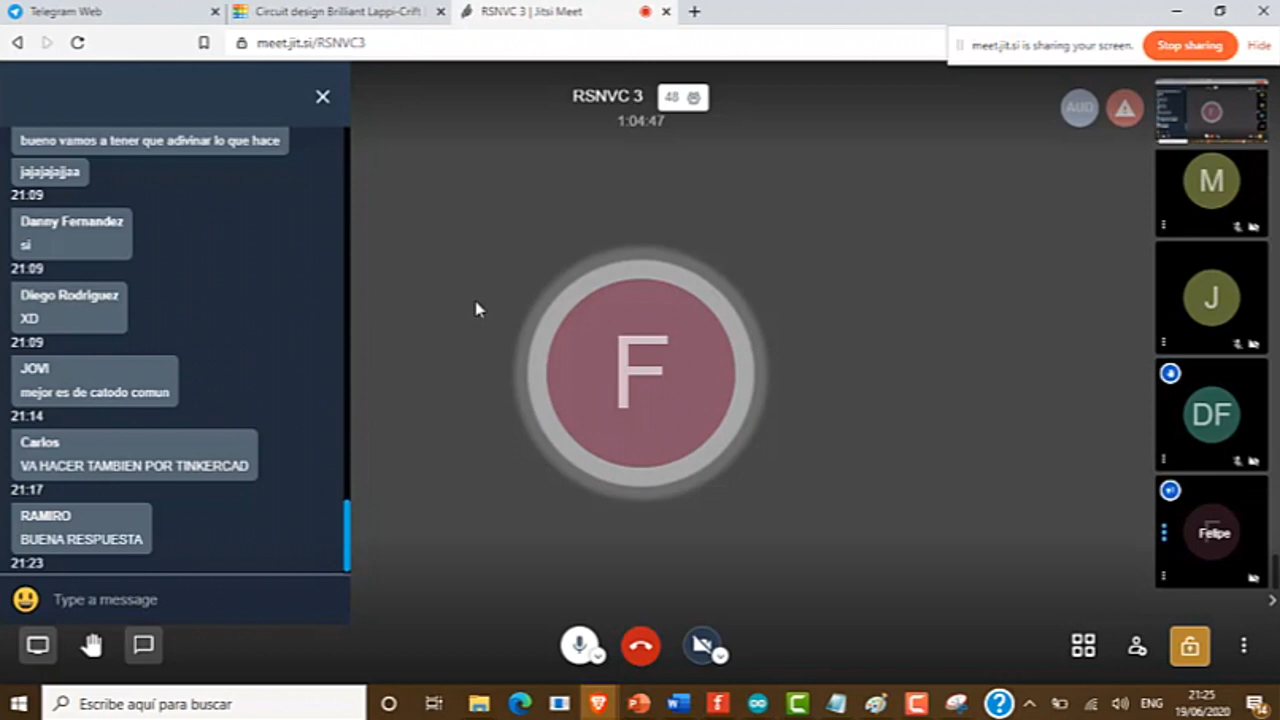 Telegram Web
Circuit design Brilliant Lappi-Crift
RSNVC 3 | Jitsi Meet
meet.jit.si/RSNVC3
meet.jit.si is sharing your screen.
Stop sharing
Hide
RSNVC 3
48
1:04:47
AUD
bueno vamos a tener que adivinar lo que hace
jajajajajjaa
21:09
Danny Fernandez
si
21:09
Diego Rodriguez
XD
21:09
JOVI
mejor es de catodo comun
21:14
Carlos
VA HACER TAMBIEN POR TINKERCAD
21:17
RAMIRO
BUENA RESPUESTA
21:23
Type a message
F
M
J
DF
Felipe
Escribe aquí para buscar
ENG
21:25
19/06/2020